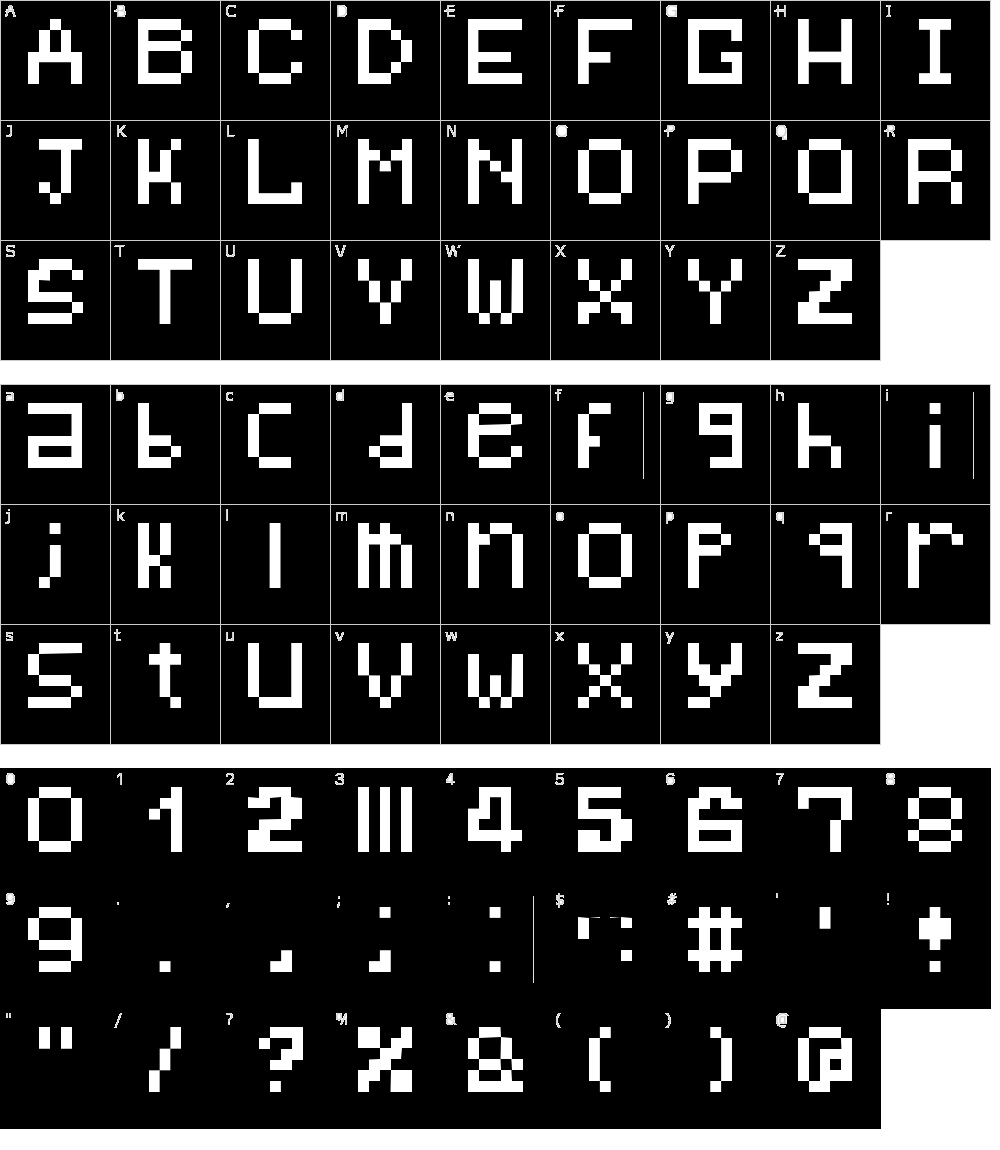 A B C D E F G H I
J K L M N O P Q R
S T U V W X Y Z
a b c d e f g h i
j k l m n o p q r
s t u v w x y z
0 1 2 3 4 5 6 7 8
9 . , ; : $ # ' !
" / ? % & ( ) @